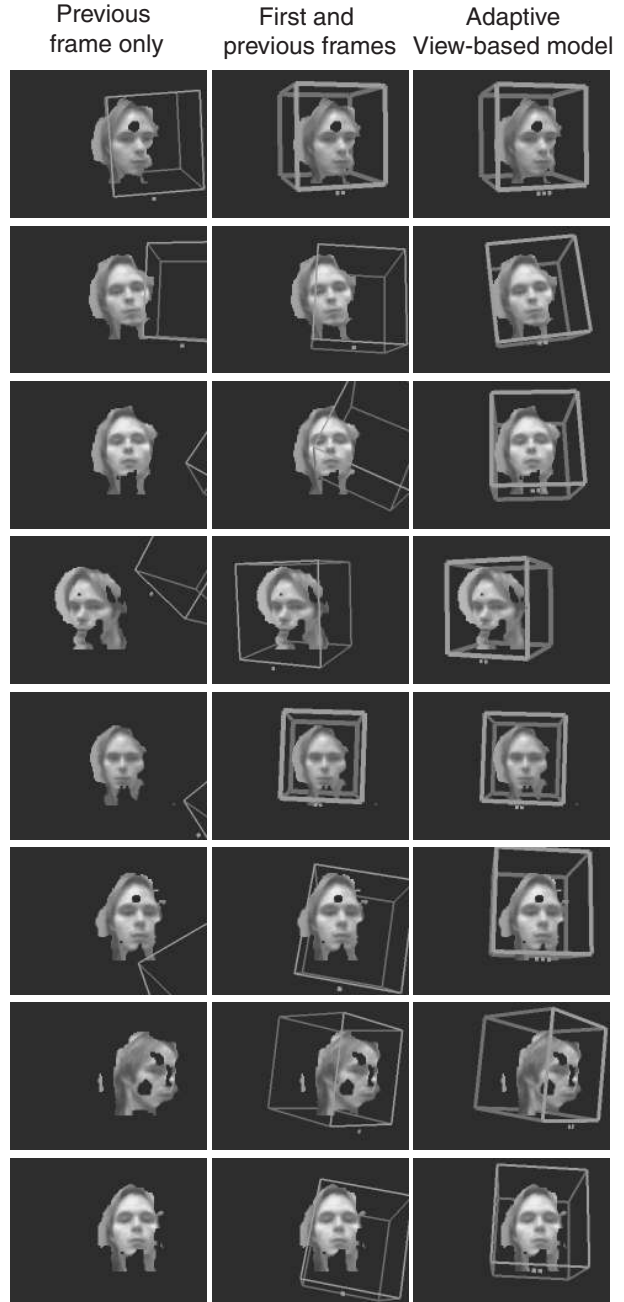 Previous
frame only
First and
previous frames
Adaptive
View-based model